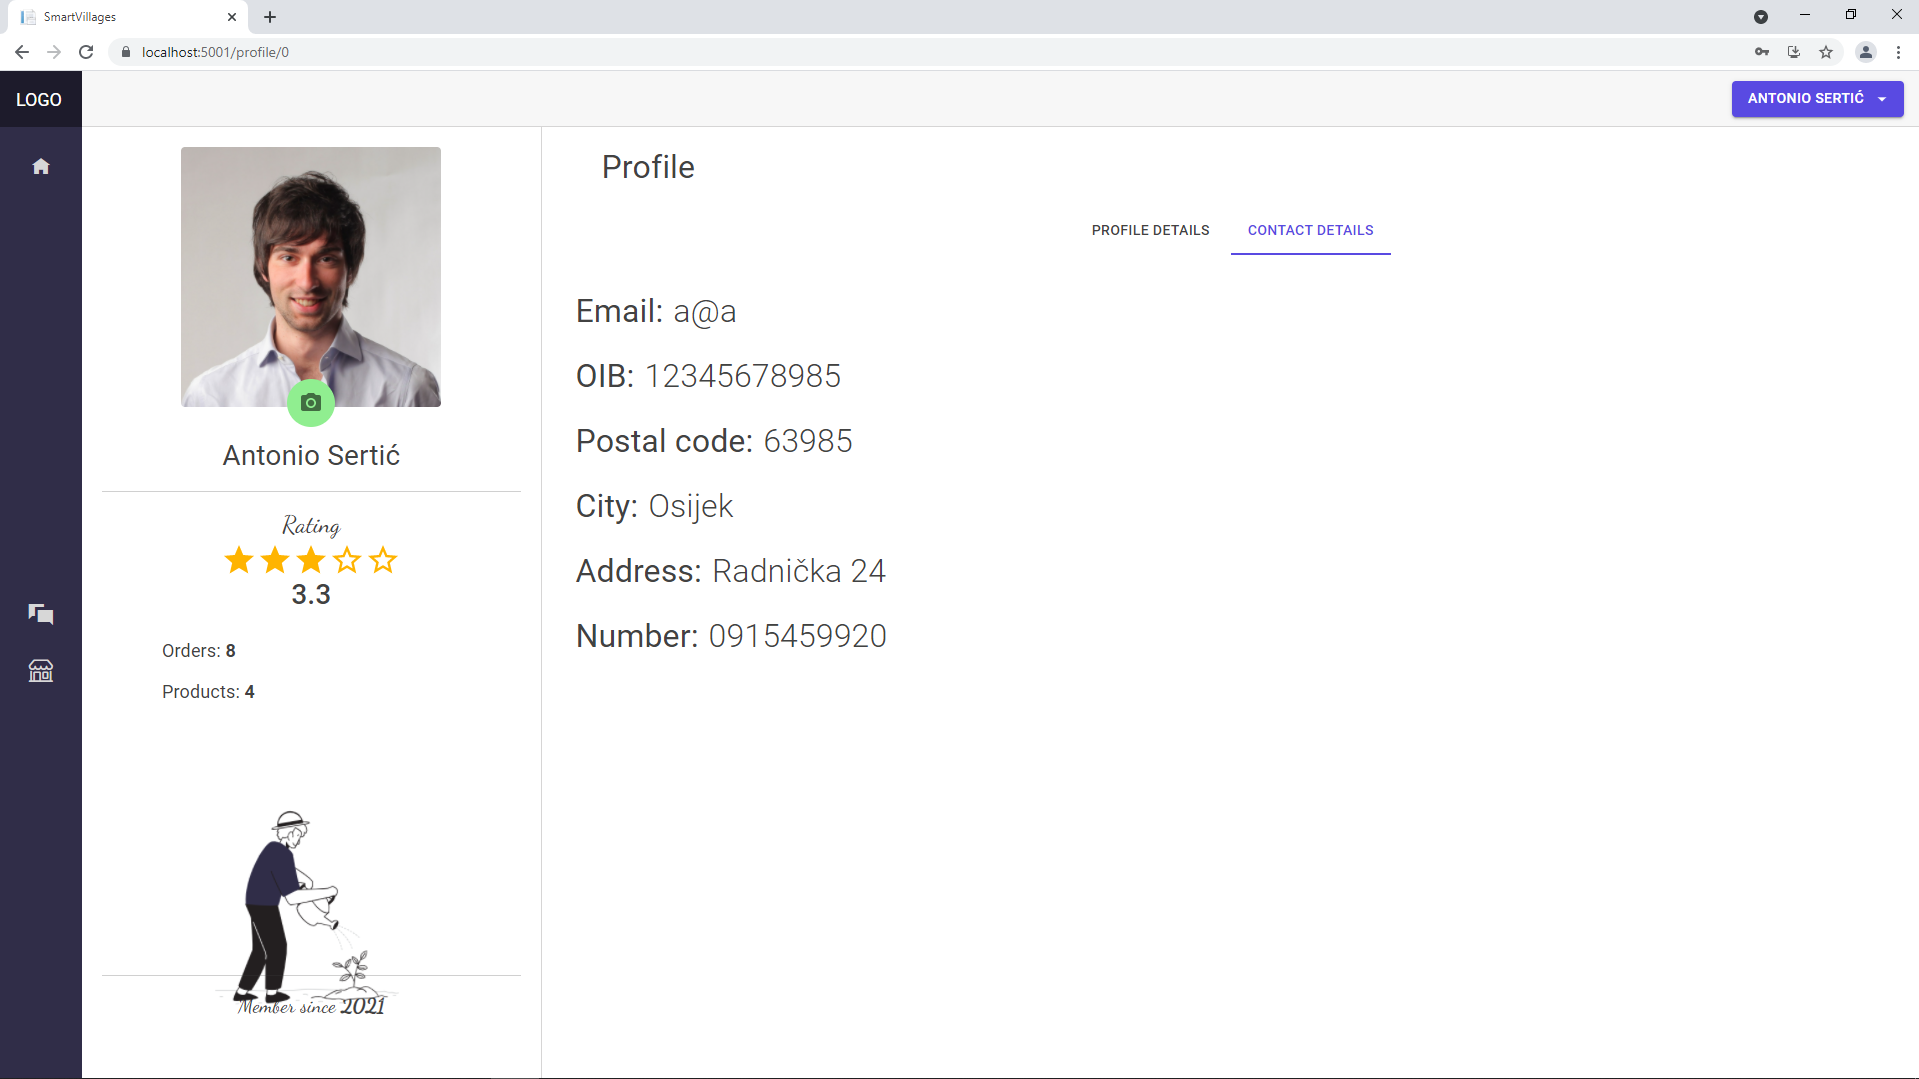 SmartVillages
localhost:5001/profile/0
LOGO
ANTONIO SERTIĆ
Antonio Sertić
Rating
3.3
Orders: 8
Products: 4
Member since 2021
Profile
PROFILE DETAILS CONTACT DETAILS
Email: a@a
OIB: 12345678985
Postal code: 63985
City: Osijek
Address: Radnička 24
Number: 0915459920